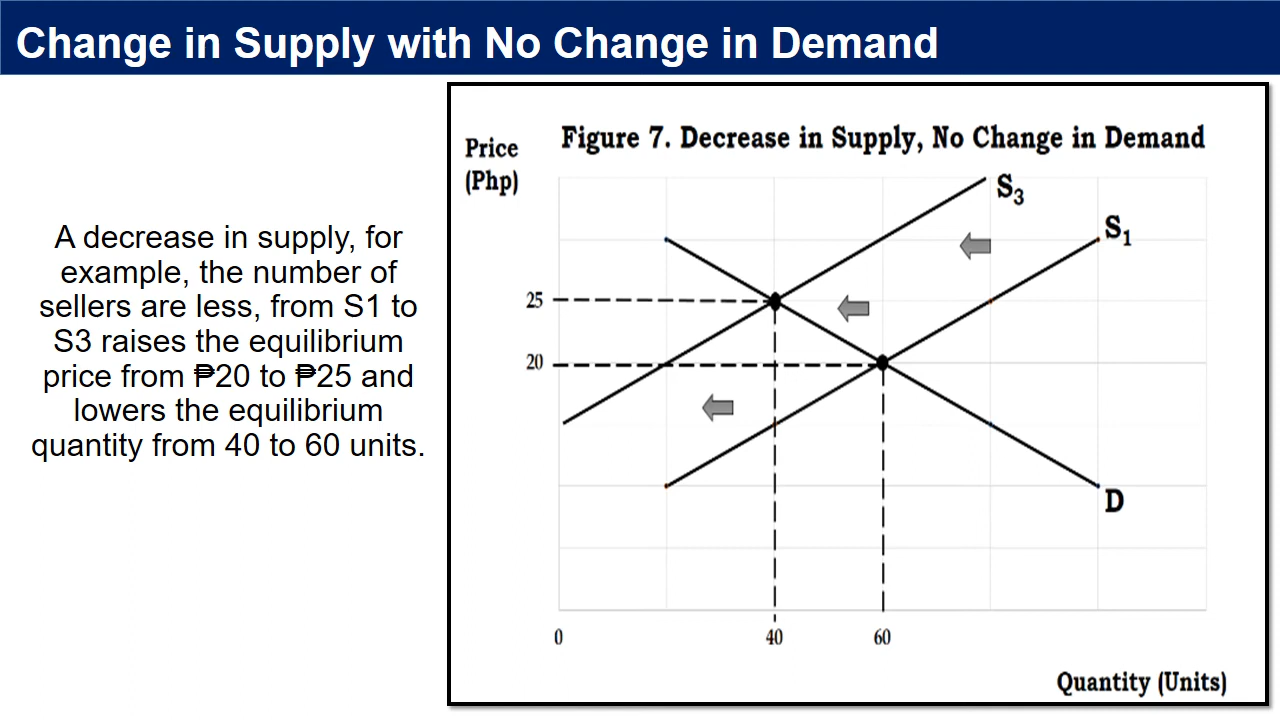 Change in Supply with No Change in Demand
A decrease in supply, for
example, the number of
sellers are less, from S1 to
S3 raises the equilibrium
price from ₱20 to ₱25 and
lowers the equilibrium
quantity from 40 to 60 units.
Figure 7. Decrease in Supply, No Change in Demand
Price
(Php)
S3
S1
25
20
D
0
40
60
Quantity (Units)